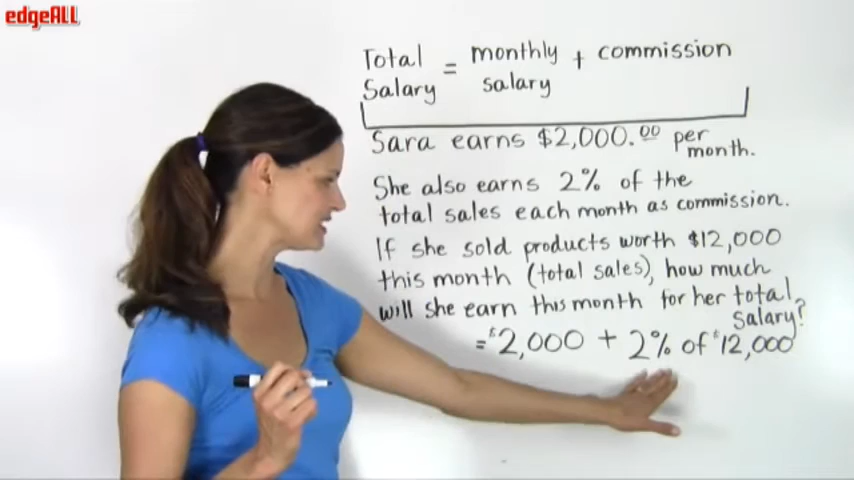 edgeALL
Total Salary = monthly salary + commission
Sara earns $2,000.00 per month.
She also earns 2% of the
total sales each month as commission.
If she sold products worth $12,000
this month (total sales), how much
will she earn this month for her total salary?
= $2,000 + 2% of $12,000